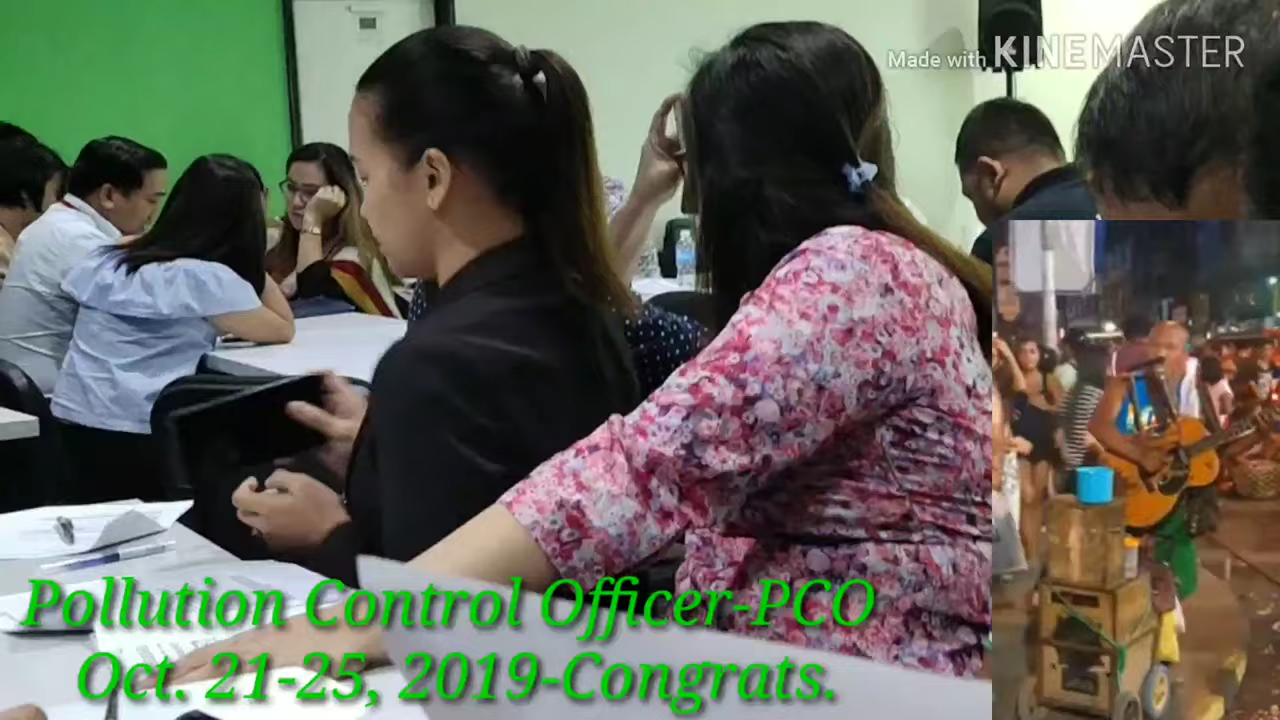 Made with KINEMASTER
Pollution Control Officer-PCO
Oct. 21-25, 2019-Congrats.